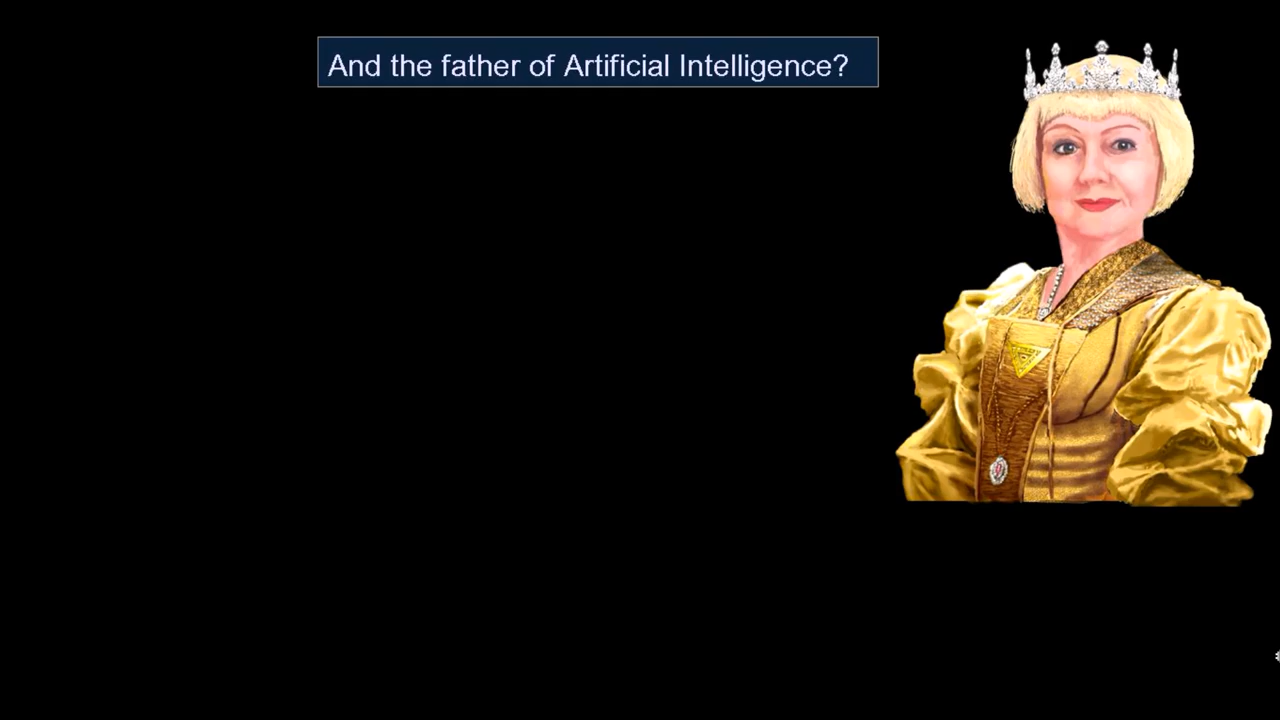 And the father of Artificial Intelligence?